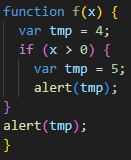 function f(x) {
  var tmp = 4;
  if (x > 0) {
    var tmp = 5;
    alert(tmp);
}
alert(tmp);
}